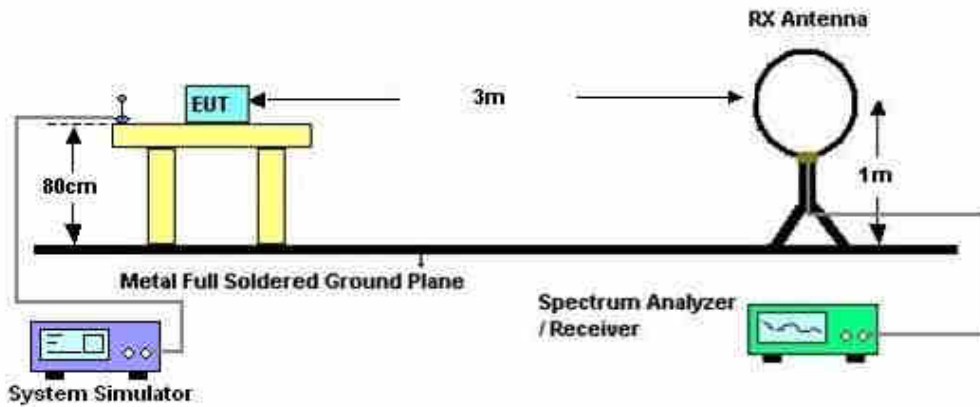 RX Antenna
EUT
3m
80cm
1m
Metal Full Soldered Ground Plane
Spectrum Analyzer
/ Receiver
System Simulator